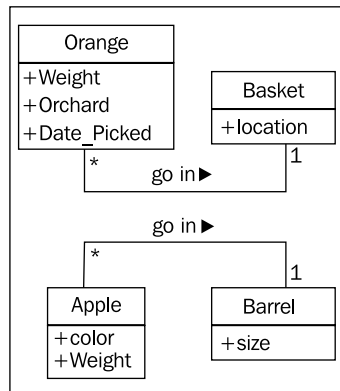 Orange
+Weight
+Orchard
+Date_Picked
Basket
+location
* go in▶ 1
go in▶
* 1
Apple
+color
+Weight
Barrel
+size